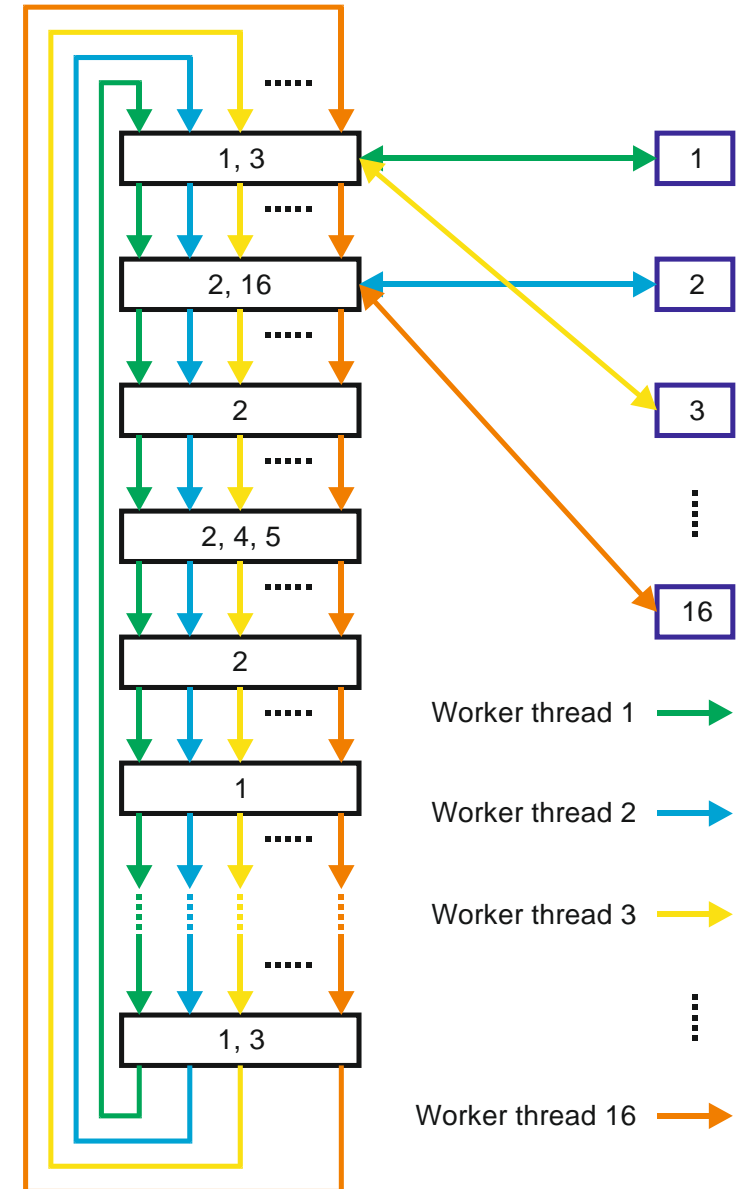 1, 3
1
2, 16
2
2
3
2, 4, 5
16
2
Worker thread 1
1
Worker thread 2
Worker thread 3
1, 3
Worker thread 16